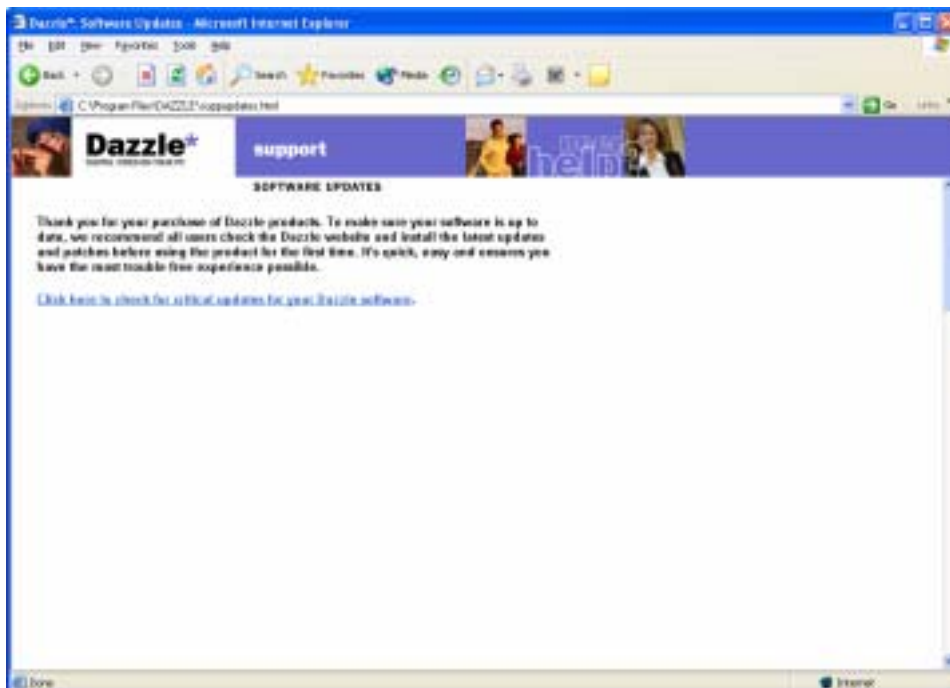 Dazzle*: Software Updates - Microsoft Internet Explorer
File Edit View Favorites Tools Help
Back Search Favorites Media
Address C:\Program Files\DAZZLE\ Go Links
Dazzle*
support
help
SOFTWARE UPDATES
Thank you for your purchase of Dazzle products. To make sure your software is up to
date, we recommend all users check the Dazzle website and install the latest updates
and patches before using the product for the first time. It's quick, easy and ensures you
have the most trouble free experience possible.
Click here to check for critical updates for your Dazzle software.
Done Internet